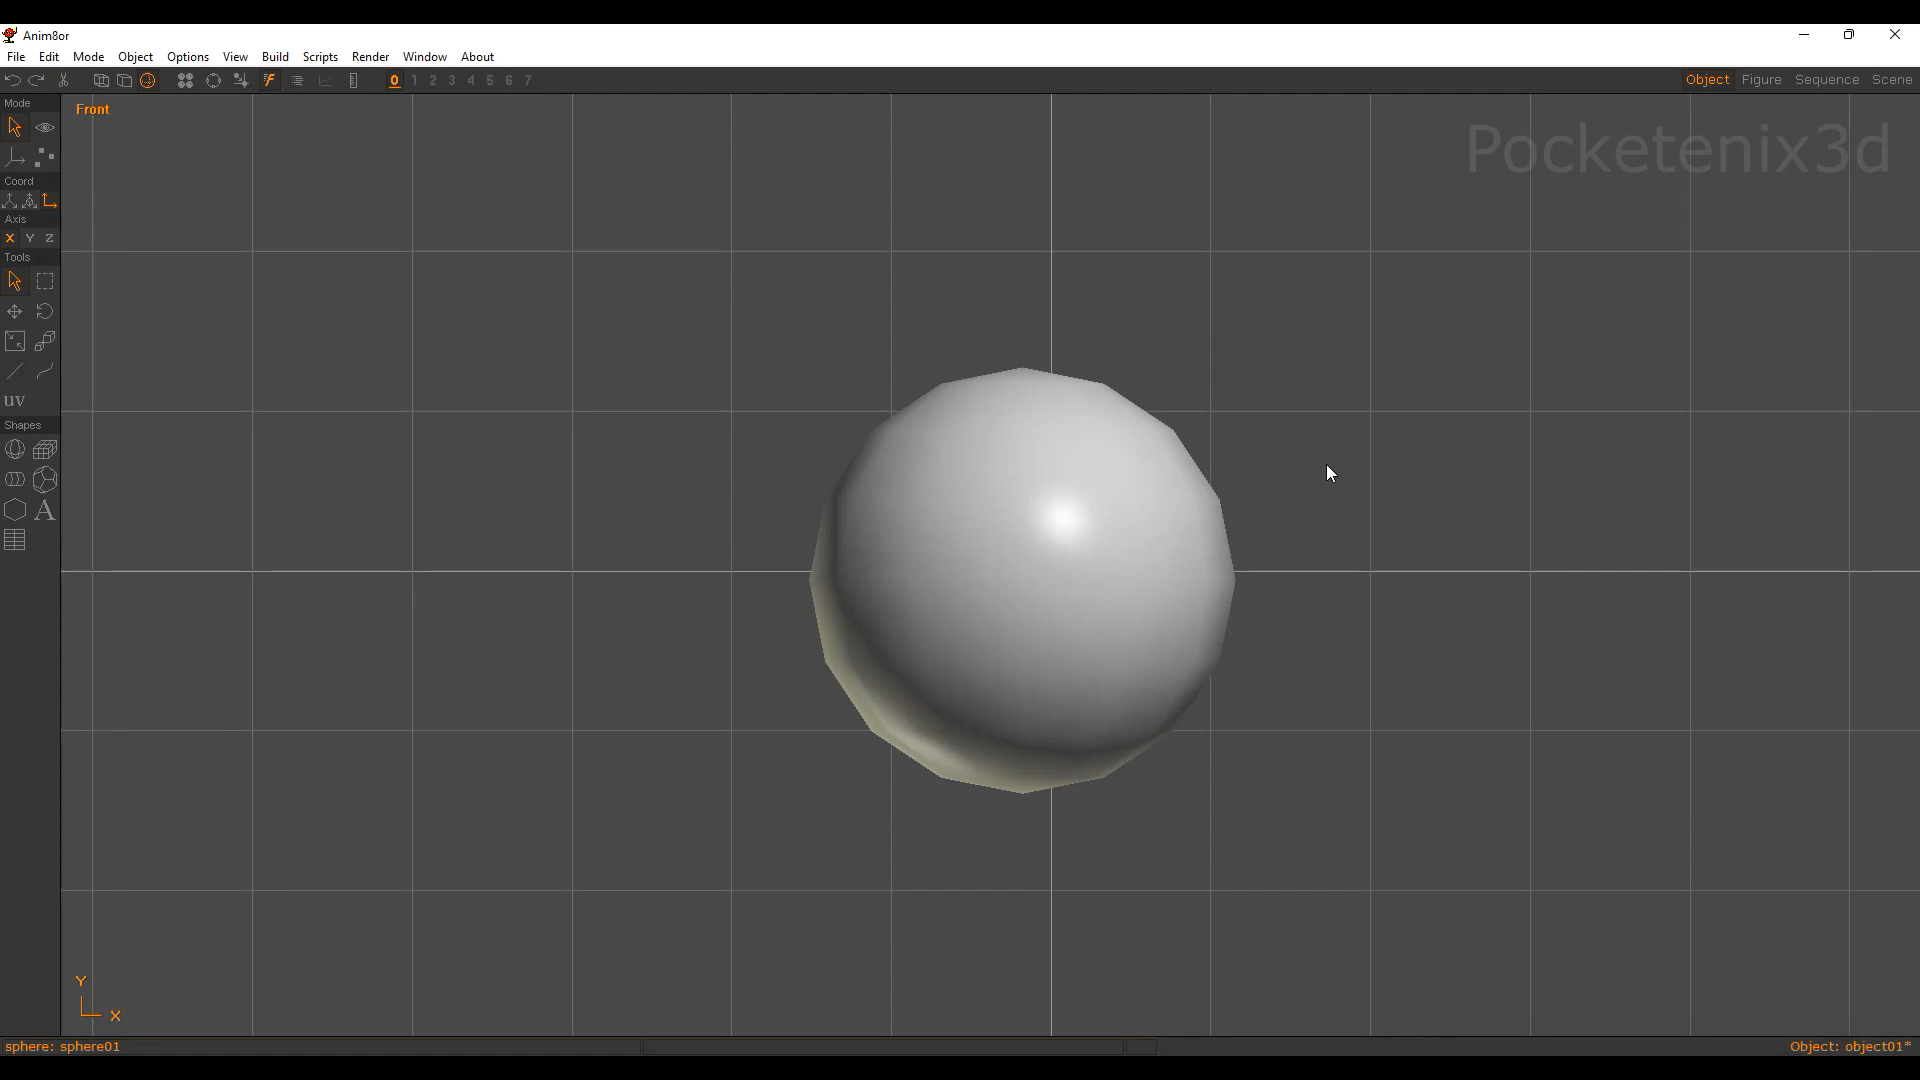 Anim8or
File Edit Mode Object Options View Build Scripts Render Window About
0 1 2 3 4 5 6 7
Object Figure Sequence Scene
Mode
Front
Pocketenix3d
Coord
Axis
X Y Z
Tools
uv
Shapes
A
Y
X
sphere: sphere01
Object: object01*